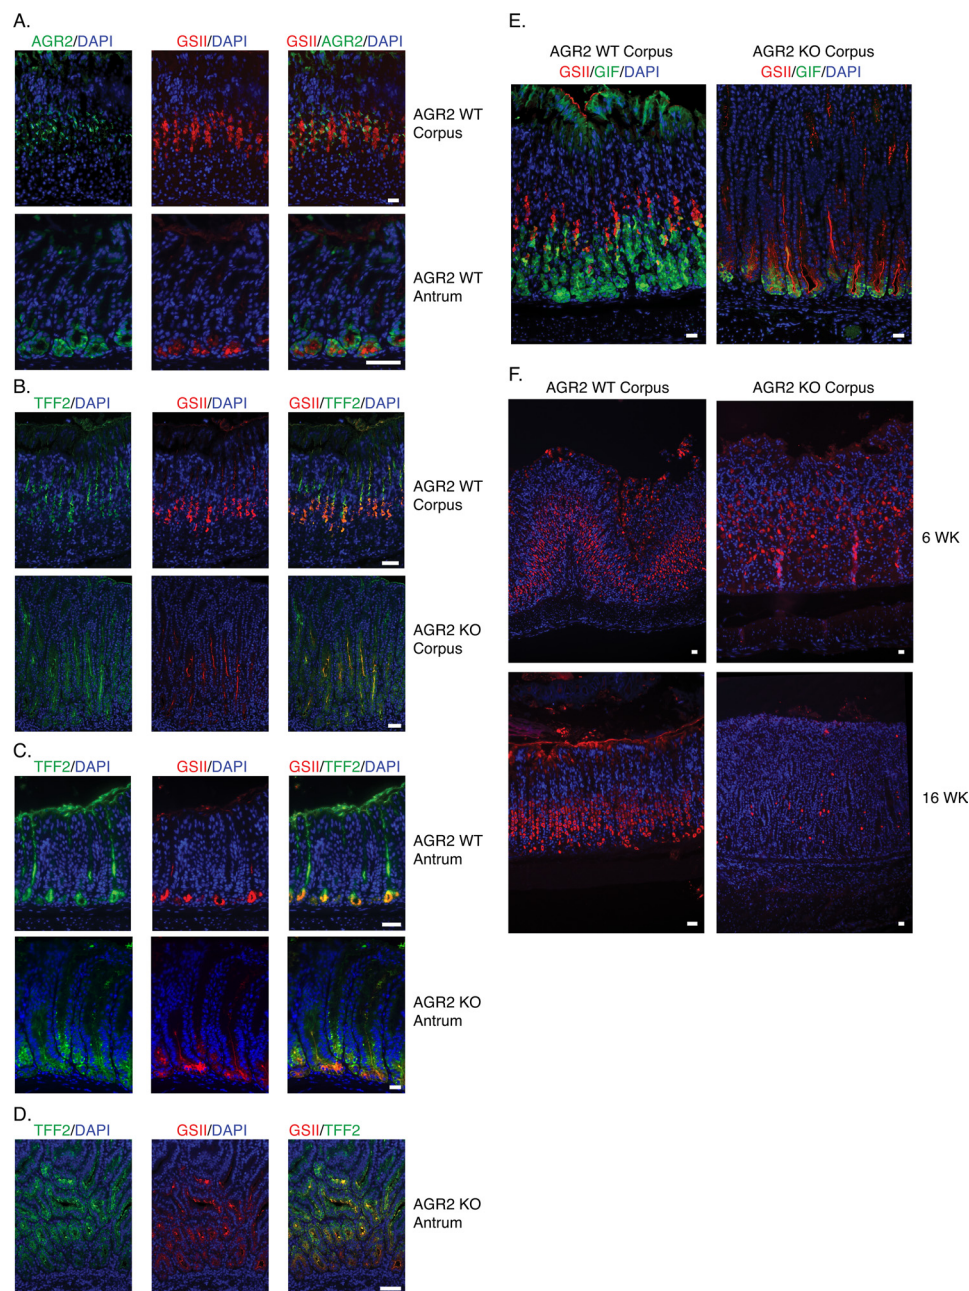 A.
AGR2/DAPI GSII/DAPI GSII/AGR2/DAPI
AGR2 WT
Corpus
AGR2 WT
Antrum
B.
TFF2/DAPI GSII/DAPI GSII/TFF2/DAPI
AGR2 WT
Corpus
AGR2 KO
Corpus
C.
TFF2/DAPI GSII/DAPI GSII/TFF2/DAPI
AGR2 WT
Antrum
AGR2 KO
Antrum
D.
TFF2/DAPI GSII/DAPI GSII/TFF2
AGR2 KO
Antrum
E.
AGR2 WT Corpus AGR2 KO Corpus
GSII/GIF/DAPI GSII/GIF/DAPI
F.
AGR2 WT Corpus AGR2 KO Corpus
6 WK
16 WK